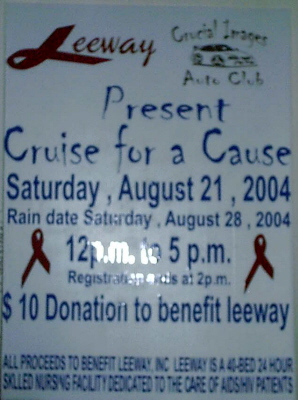 Leeway
Crucial Images
Auto Club
Present
Cruise for a Cause
Saturday , August 21 , 2004
Rain date Saturday , August 28 , 2004
12p.m. to 5 p.m.
Registration ends at 2p.m.
$ 10 Donation to benefit leeway
ALL PROCEEDS TO BENEFIT LEEWAY, INC LEEWAY IS A 40-BED 24 HOUR
SKLLED NURSING FACILITY DEDICATED TO THE CARE OF AIDS/HIV PATIENTS